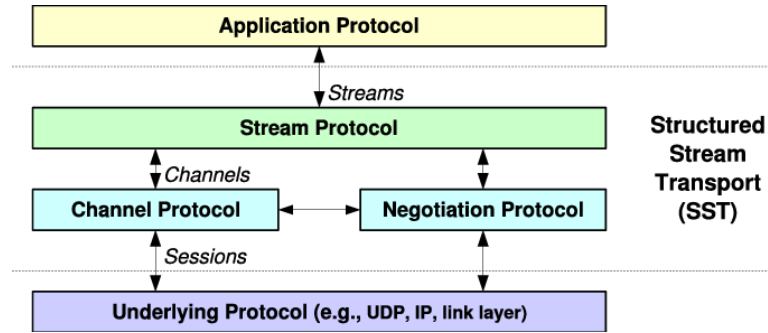 Application Protocol
Streams
Stream Protocol
Structured
Stream
Transport
(SST)
Channels
Channel Protocol
Negotiation Protocol
Sessions
Underlying Protocol (e.g., UDP, IP, link layer)